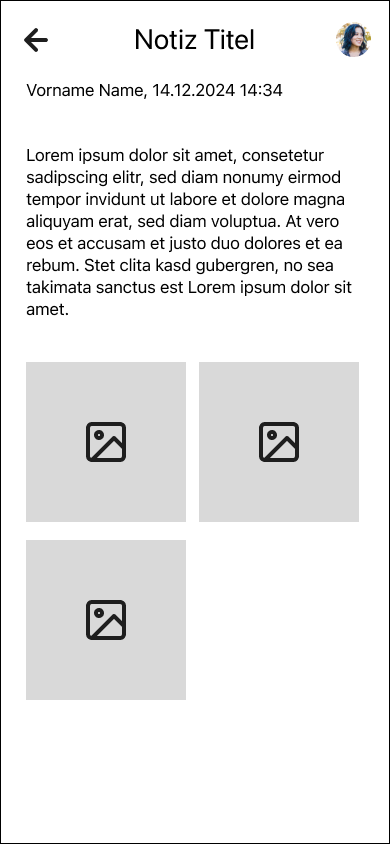 Notiz Titel
Vorname Name, 14.12.2024 14:34
Lorem ipsum dolor sit amet, consetetur
sadipscing elitr, sed diam nonumy eirmod
tempor invidunt ut labore et dolore magna
aliquyam erat, sed diam voluptua. At vero
eos et accusam et justo duo dolores et ea
rebum. Stet clita kasd gubergren, no sea
takimata sanctus est Lorem ipsum dolor sit
amet.